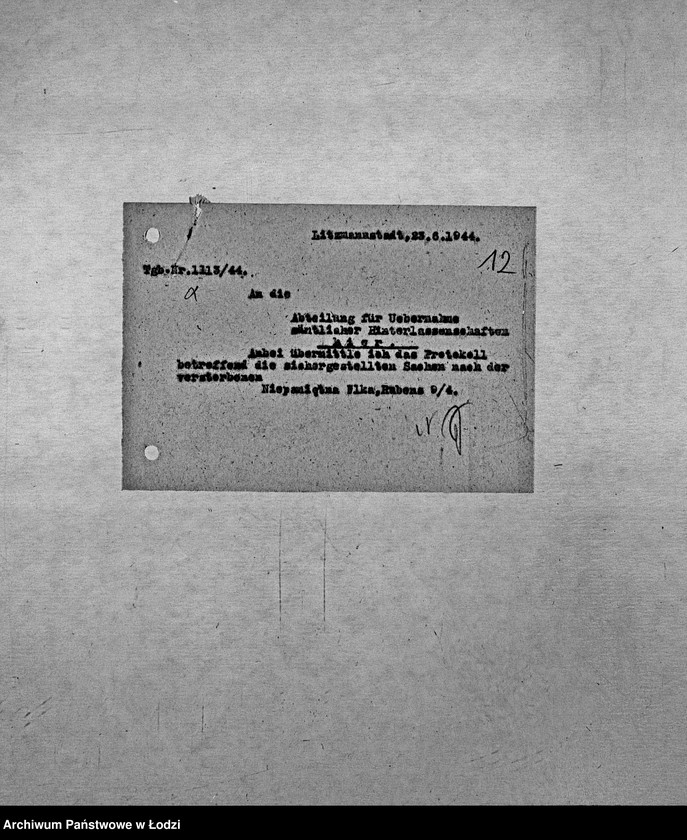 Litzmannstadt,23.6.1944.
12
Tgb.Nr.1113/44.
An die
Abteilung für Uebernahme
sämtlicher Hinterlassenschaften
h i e r .
Anbei übermittle ich das Protokoll
betreffend die sichergestellten Sachen nach der
verstorbenen
Niepamiętna Elka,Rubens 9/4.
Archiwum Państwowe w Łodzi